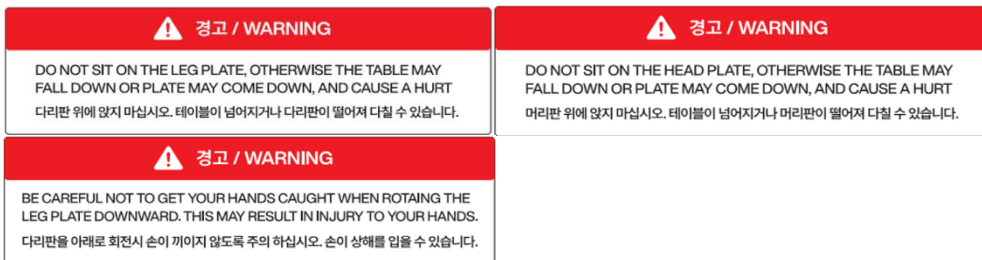 경고 / WARNING
DO NOT SIT ON THE LEG PLATE, OTHERWISE THE TABLE MAY
FALL DOWN OR PLATE MAY COME DOWN, AND CAUSE A HURT
다리판 위에 앉지 마십시오. 테이블이 넘어지거나 다리판이 떨어져 다칠 수 있습니다.
경고 / WARNING
DO NOT SIT ON THE HEAD PLATE, OTHERWISE THE TABLE MAY
FALL DOWN OR PLATE MAY COME DOWN, AND CAUSE A HURT
머리판 위에 앉지 마십시오. 테이블이 넘어지거나 머리판이 떨어져 다칠 수 있습니다.
경고 / WARNING
BE CAREFUL NOT TO GET YOUR HANDS CAUGHT WHEN ROTAING THE
LEG PLATE DOWNWARD. THIS MAY RESULT IN INJURY TO YOUR HANDS.
다리판을 아래로 회전시 손이 끼이지 않도록 주의 하십시오. 손이 상해를 입을 수 있습니다.